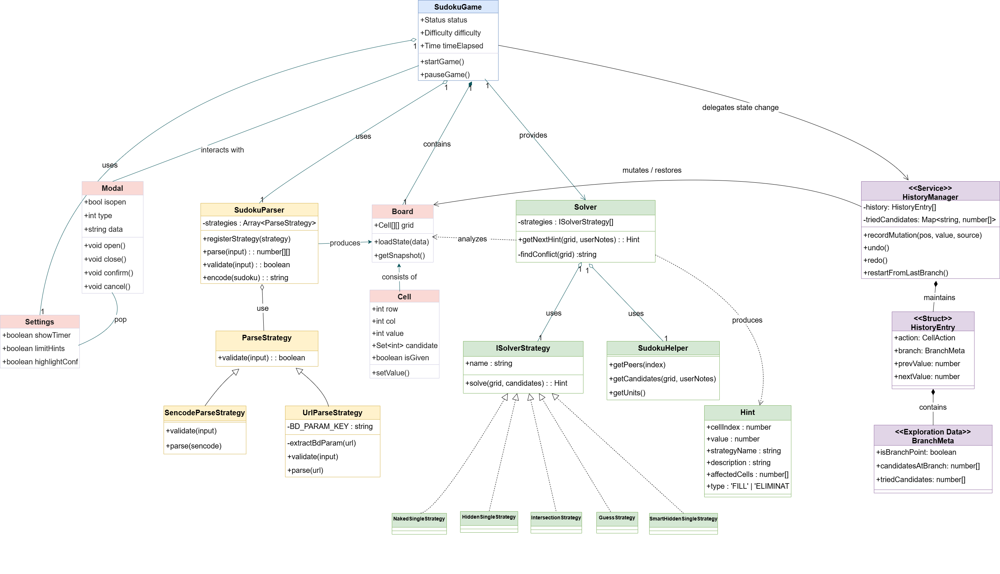 SudokuGame
+Status status
+Difficulty difficulty
+Time timeElapsed
+startGame()
+pauseGame()
1
1
1
1
delegates state change
provides
uses
contains
interacts with
uses
mutates / restores
Modal
+bool isopen
+int type
+string data
+void open()
+void close()
+void confirm()
+void cancel()
pop
1
Settings
+boolean showTimer
+boolean limitHints
+boolean highlightConf
1
SudokuParser
-strategies : Array<ParseStrategy>
+registerStrategy(strategy)
+parse(input) : : number[][]
+validate(input) : : boolean
+encode(sudoku) : : string
produces
use
ParseStrategy
+validate(input) : : boolean
SencodeParseStrategy
+validate(input)
+parse(sencode)
UrlParseStrategy
-BD_PARAM_KEY : string
-extractBdParam(url)
+validate(input)
+parse(url)
1
Board
+Cell[][] grid
+loadState(data)
+getSnapshot()
analyzes
consists of
Cell
+int row
+int col
+int value
+Set<int> candidate
+boolean isGiven
+setValue()
Solver
-strategies : ISolverStrategy[]
+getNextHint(grid, userNotes) : : Hint
-findConflict(grid) :string
1
1
uses
uses
produces
1
1
ISolverStrategy
+name : string
+solve(grid, candidates) : : Hint
SudokuHelper
+getPeers(index)
+getCandidates(grid, userNotes)
+getUnits()
Hint
+cellIndex : number
+value : number
+strategyName : string
+description : string
+affectedCells : number[]
+type : 'FILL' | 'ELIMINAT
NakedSingleStrategy
HiddenSingleStrategy
IntersectionStrategy
GuessStrategy
SmartHiddenSingleStrategy
<<Service>>
HistoryManager
-history: HistoryEntry[]
-triedCandidates: Map<string, number[]>
+recordMutation(pos, value, source)
+undo()
+redo()
+restartFromLastBranch()
maintains
<<Struct>>
HistoryEntry
+action: CellAction
+branch: BranchMeta
+prevValue: number
+nextValue: number
contains
<<Exploration Data>>
BranchMeta
+isBranchPoint: boolean
+candidatesAtBranch: number[]
+triedCandidates: number[]